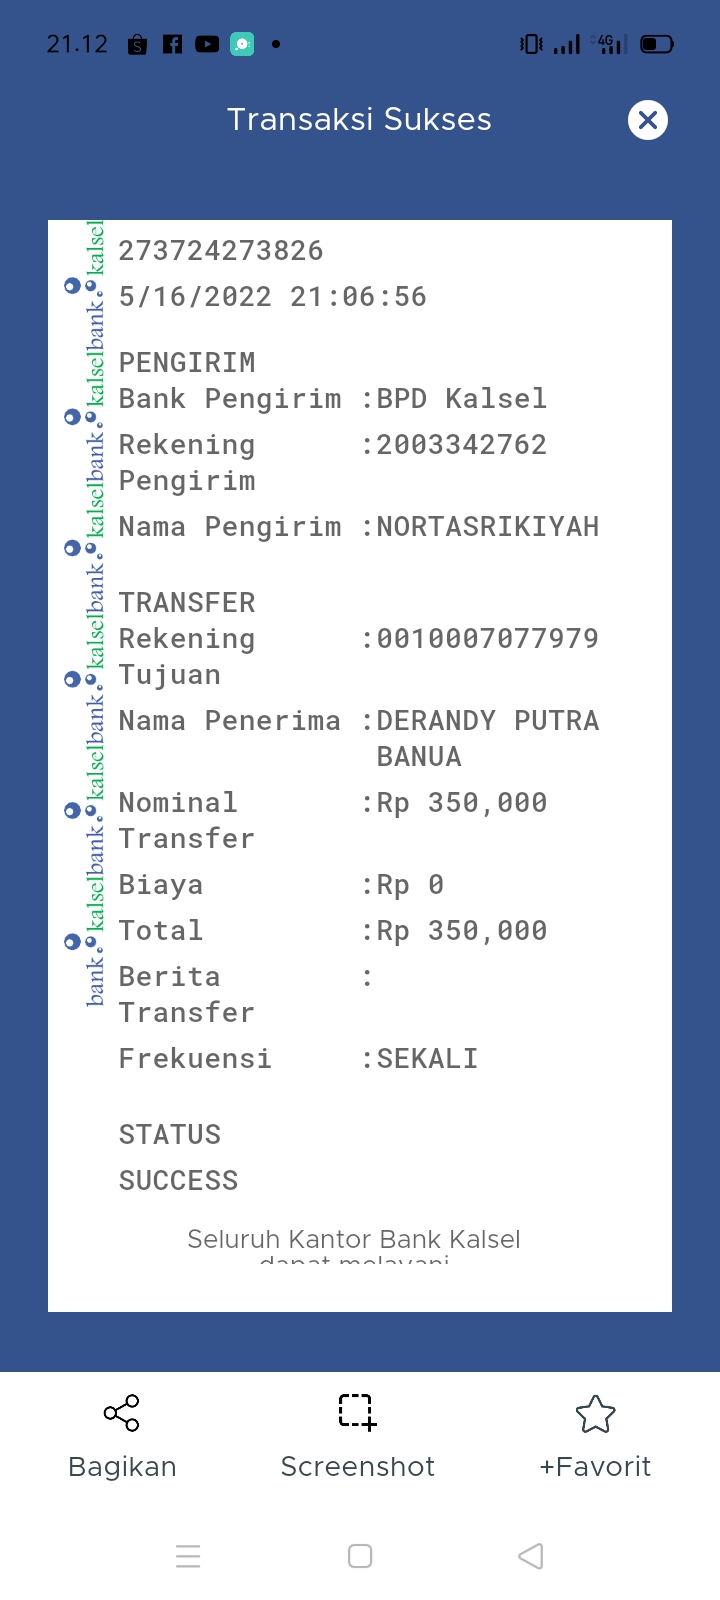 21.12
4G
Transaksi Sukses
273724273826
5/16/2022 21:06:56
PENGIRIM
Bank Pengirim :BPD Kalsel
Rekening :2003342762
Pengirim
Nama Pengirim :NORTASRIKIYAH
TRANSFER
Rekening :0010007077979
Tujuan
Nama Penerima :DERANDY PUTRA
BANUA
Nominal :Rp 350,000
Transfer
Biaya :Rp 0
Total :Rp 350,000
Berita :
Transfer
Frekuensi :SEKALI
STATUS
SUCCESS
Seluruh Kantor Bank Kalsel
dapat melayani
bank kalselbank kalselbank kalselbank kalselbank kalselbank kalsel
Bagikan
Screenshot
+Favorit